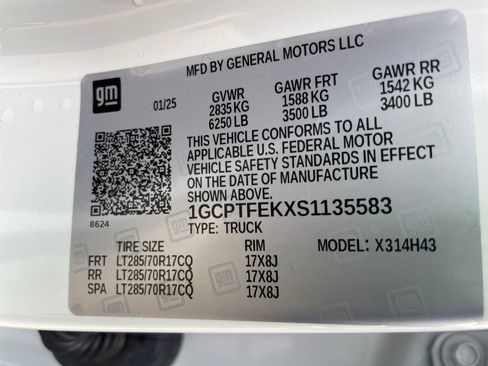 MFD BY GENERAL MOTORS LLC
gm
01/25
GVWR GAWR FRT GAWR RR
2835 KG 1588 KG 1542 KG
6250 LB 3500 LB 3400 LB
THIS VEHICLE CONFORMS TO ALL
APPLICABLE U.S. FEDERAL MOTOR
VEHICLE SAFETY STANDARDS IN EFFECT
ON THE DATE OF MANUFACTURE
SHOWN ABOVE.
8624
1GCPTFEKXS1135583
TYPE: TRUCK MODEL: X314H43
TIRE SIZE RIM
FRT LT285/70R17CQ 17X8J
RR LT285/70R17CQ 17X8J
SPA LT285/70R17CQ 17X8J